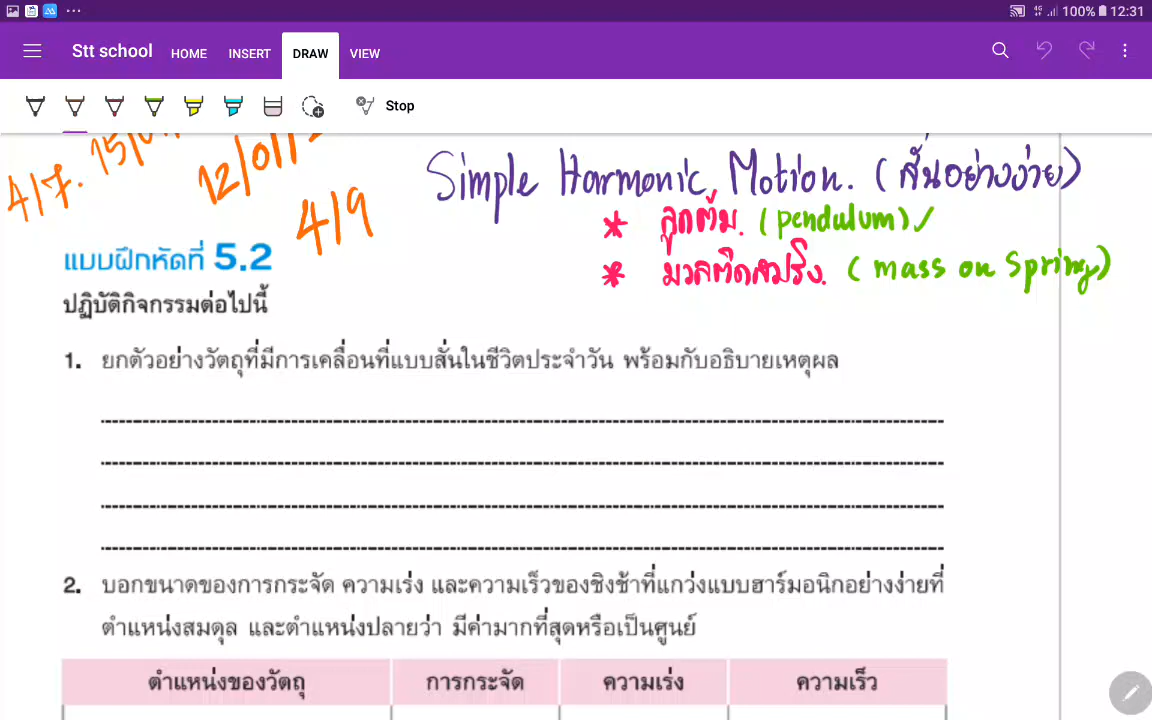 4G 100% 12:31
Stt school HOME INSERT DRAW VIEW
Stop
4/7. 15/01/
12/01/
4/9
Simple Harmonic Motion. (สั่นอย่างง่าย)
* ลูกตุ้ม. (pendulum) ✓
* มวลติดสปริง. (mass on Spring)
แบบฝึกหัดที่ 5.2
ปฏิบัติกิจกรรมต่อไปนี้
1. ยกตัวอย่างวัตถุที่มีการเคลื่อนที่แบบสั่นในชีวิตประจำวัน พร้อมกับอธิบายเหตุผล
2. บอกขนาดของการกระจัด ความเร่ง และความเร็วของชิงช้าที่แกว่งแบบฮาร์มอนิกอย่างง่ายที่
ตำแหน่งสมดุล และตำแหน่งปลายว่า มีค่ามากที่สุดหรือเป็นศูนย์
ตำแหน่งของวัตถุ การกระจัด ความเร่ง ความเร็ว